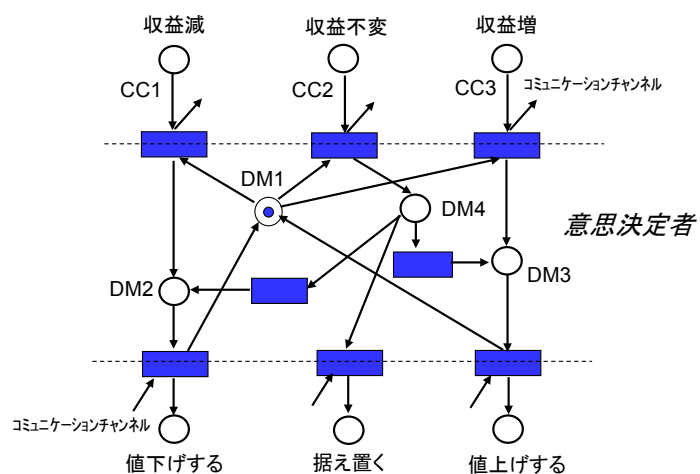 収益減
収益不変
収益増
CC1
CC2
CC3
コミュニケーションチャンネル
DM1
DM4
意思決定者
DM2
DM3
コミュニケーションチャンネル
値下げする
据え置く
値上げする